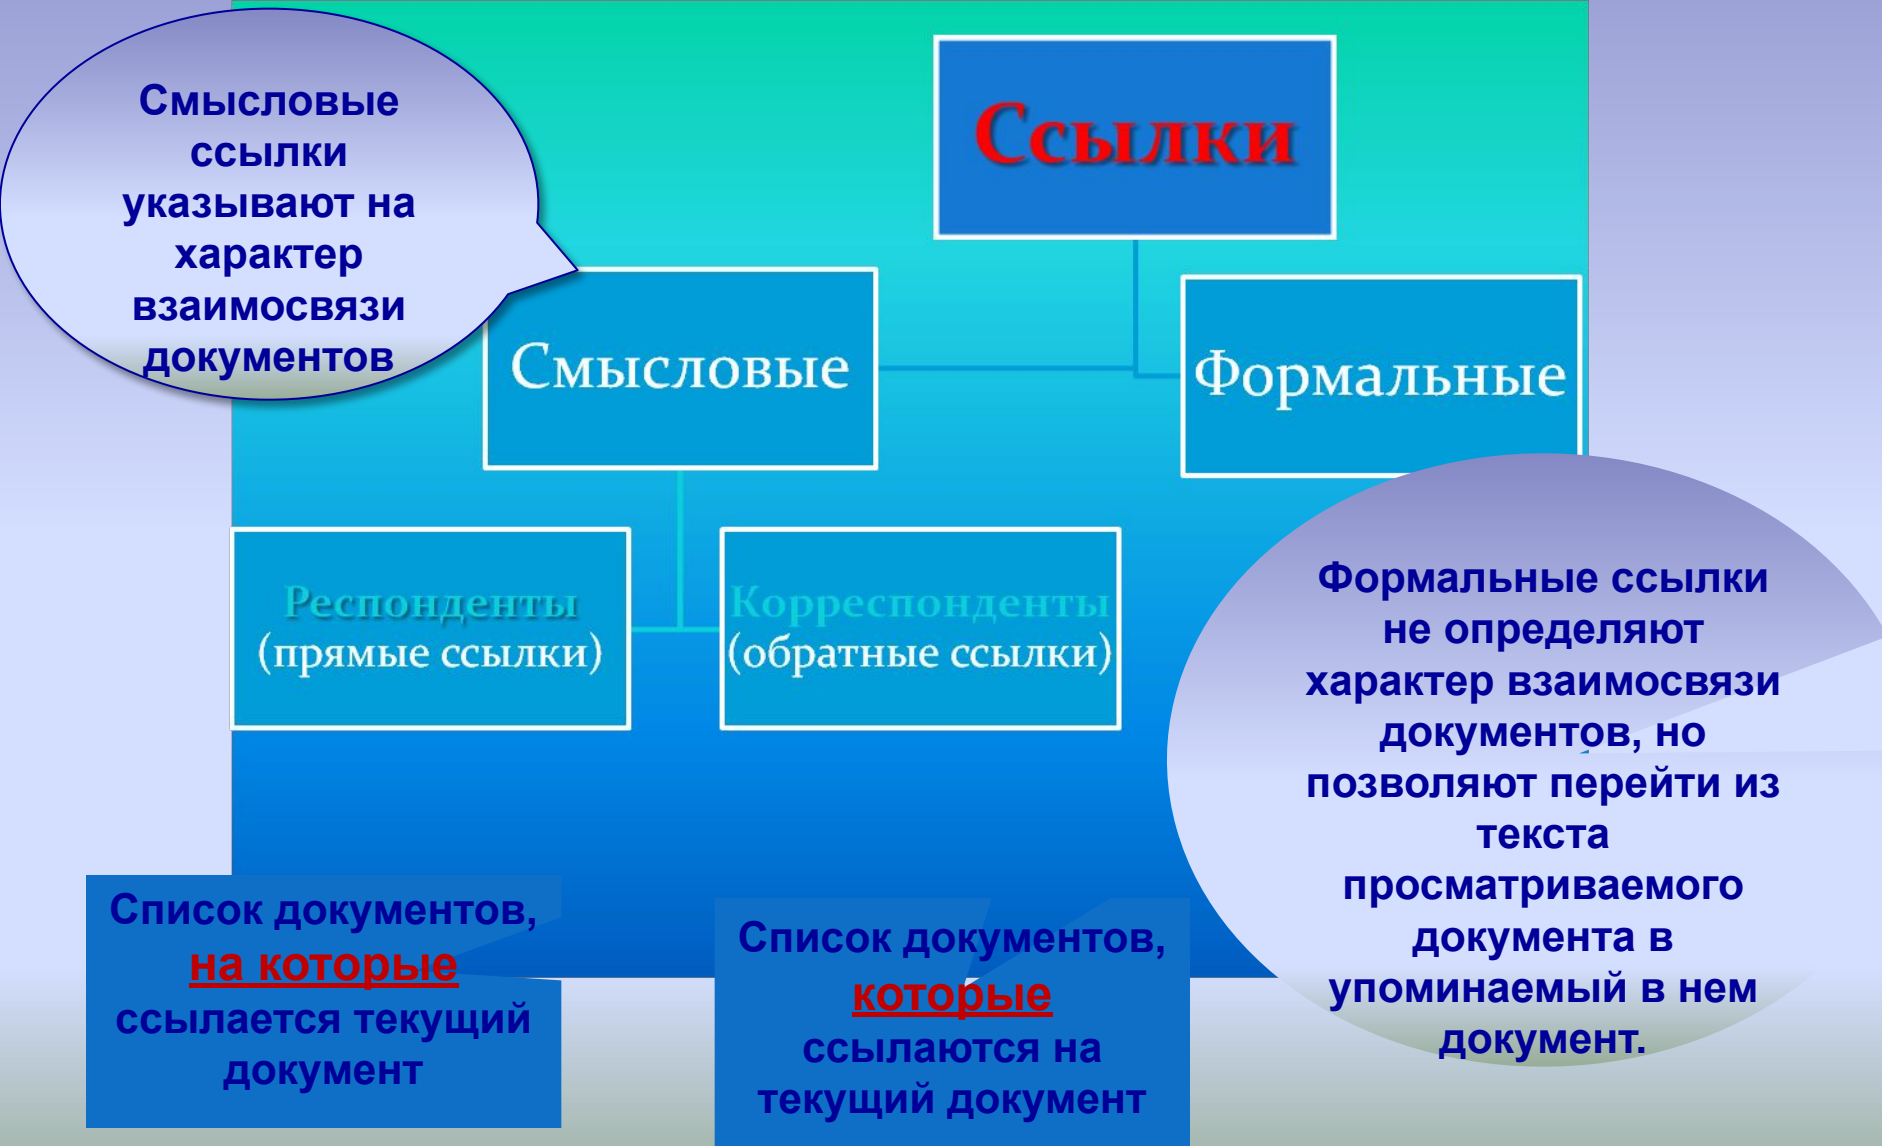 Смысловые
ссылки
указывают на
характер
взаимосвязи
документов
Ссылки
Смысловые
Формальные
Респонденты
(прямые ссылки)
Корреспонденты
(обратные ссылки)
Формальные ссылки
не определяют
характер взаимосвязи
документов, но
позволяют перейти из
текста
просматриваемого
документа в
упоминаемый в нем
документ.
Список документов,
на которые
ссылается текущий
документ
Список документов,
которые
ссылаются на
текущий документ